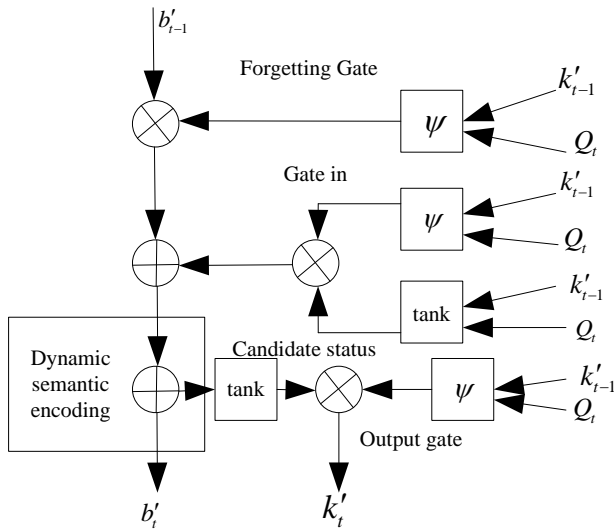 b′ₜ₋₁
Forgetting Gate
k′ₜ₋₁
ψ
Qₜ
Gate in
k′ₜ₋₁
ψ
Qₜ
k′ₜ₋₁
tank
Qₜ
Candidate status
Dynamic
semantic
encoding
tank
ψ
k′ₜ₋₁
Qₜ
Output gate
b′ₜ
k′ₜ